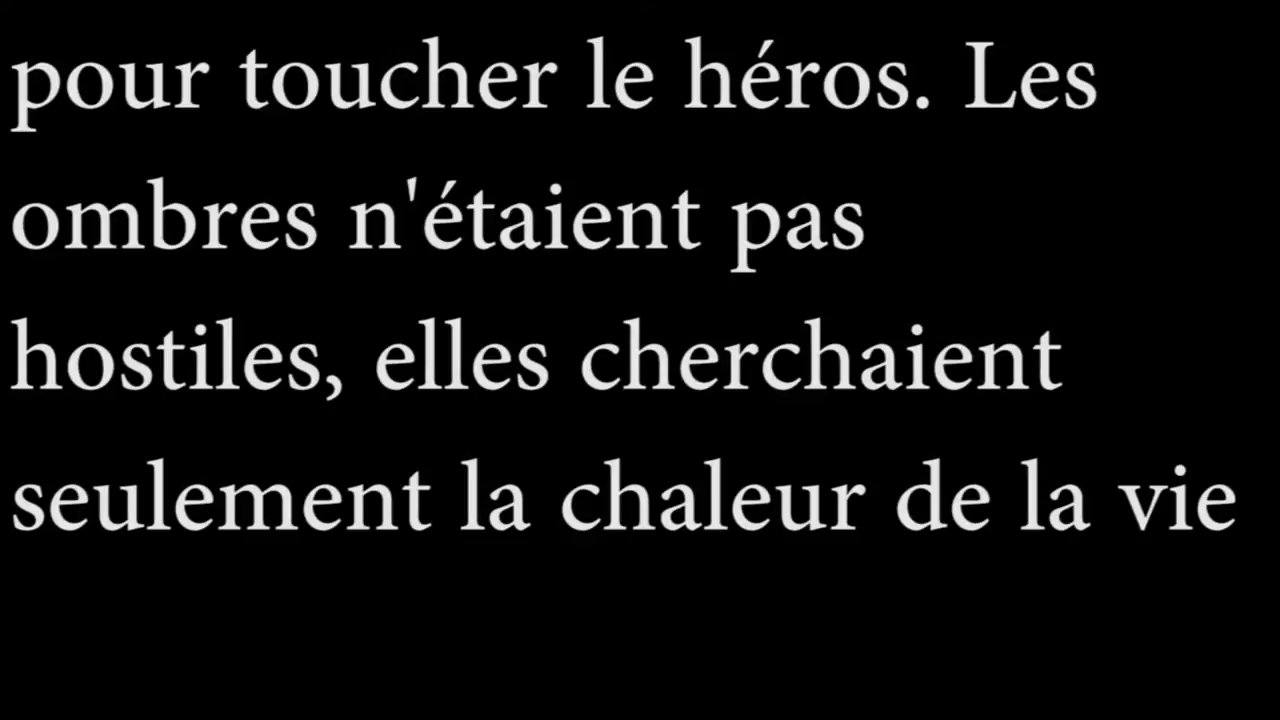 pour toucher le héros. Les
ombres n'étaient pas
hostiles, elles cherchaient
seulement la chaleur de la vie